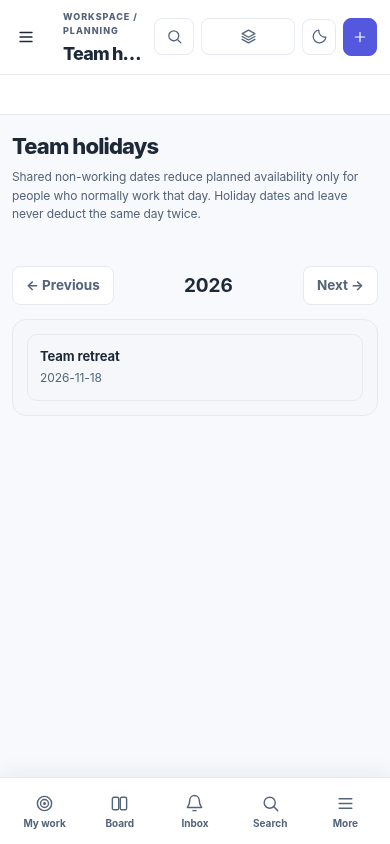 WORKSPACE /
PLANNING
Team h...
Team holidays
Shared non-working dates reduce planned availability only for
people who normally work that day. Holiday dates and leave
never deduct the same day twice.
← Previous
2026
Next →
Team retreat
2026-11-18
My work
Board
Inbox
Search
More